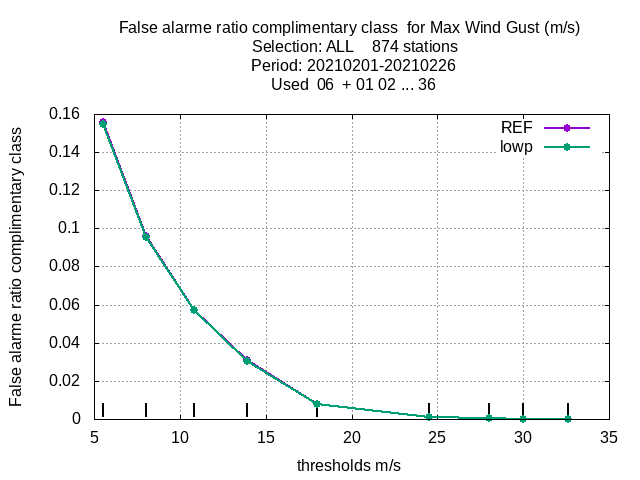 False alarme ratio complimentary class  for Max Wind Gust (m/s)
Selection: ALL    874 stations
Period: 20210201-20210226
Used  06  + 01 02 ... 36
False alarme ratio complimentary class
0.16
0.14
0.12
0.1
0.08
0.06
0.04
0.02
0
REF
lowp
5 10 15 20 25 30 35
thresholds m/s